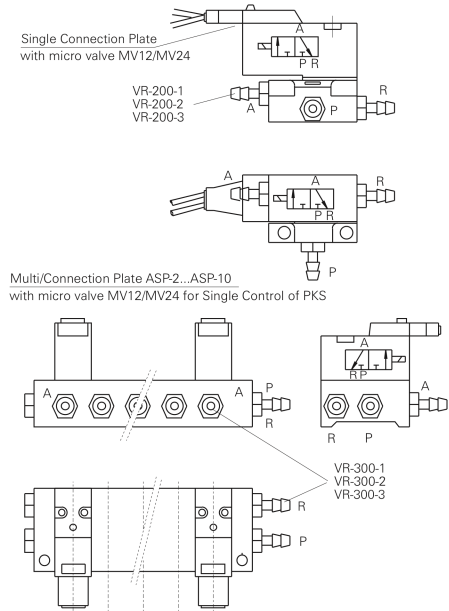 Single Connection Plate
with micro valve MV12/MV24
A
P R
VR-200-1
VR-200-2
VR-200-3
A
P
R
A
A
P R
R
P
Multi/Connection Plate ASP-2...ASP-10
with micro valve MV12/MV24 for Single Control of PKS
A
A
P
R
A
R P
A
R
P
VR-300-1
VR-300-2
VR-300-3
R
P